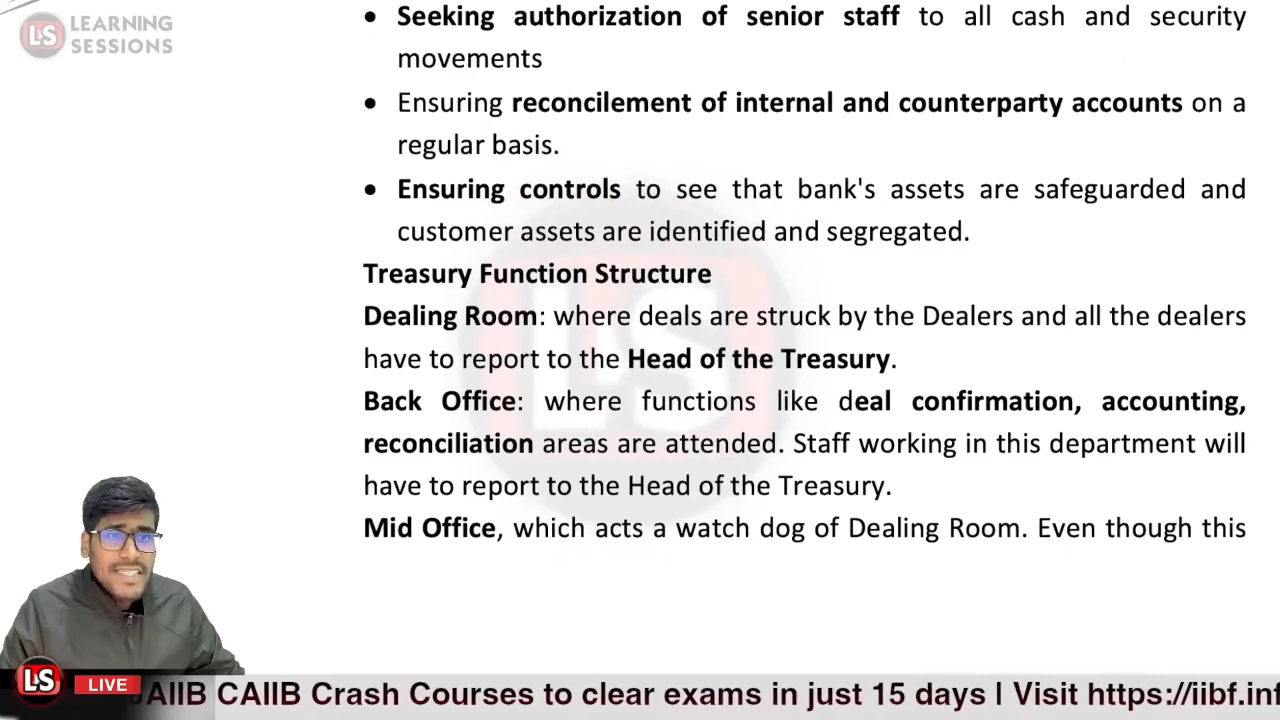 LS LEARNING
SESSIONS
• Seeking authorization of senior staff to all cash and security
movements
• Ensuring reconcilement of internal and counterparty accounts on a
regular basis.
• Ensuring controls to see that bank's assets are safeguarded and
customer assets are identified and segregated.
Treasury Function Structure
Dealing Room: where deals are struck by the Dealers and all the dealers
have to report to the Head of the Treasury.
Back Office: where functions like deal confirmation, accounting,
reconciliation areas are attended. Staff working in this department will
have to report to the Head of the Treasury.
Mid Office, which acts a watch dog of Dealing Room. Even though this
LS LIVE JAIIB CAIIB Crash Courses to clear exams in just 15 days I Visit https://iibf.inf